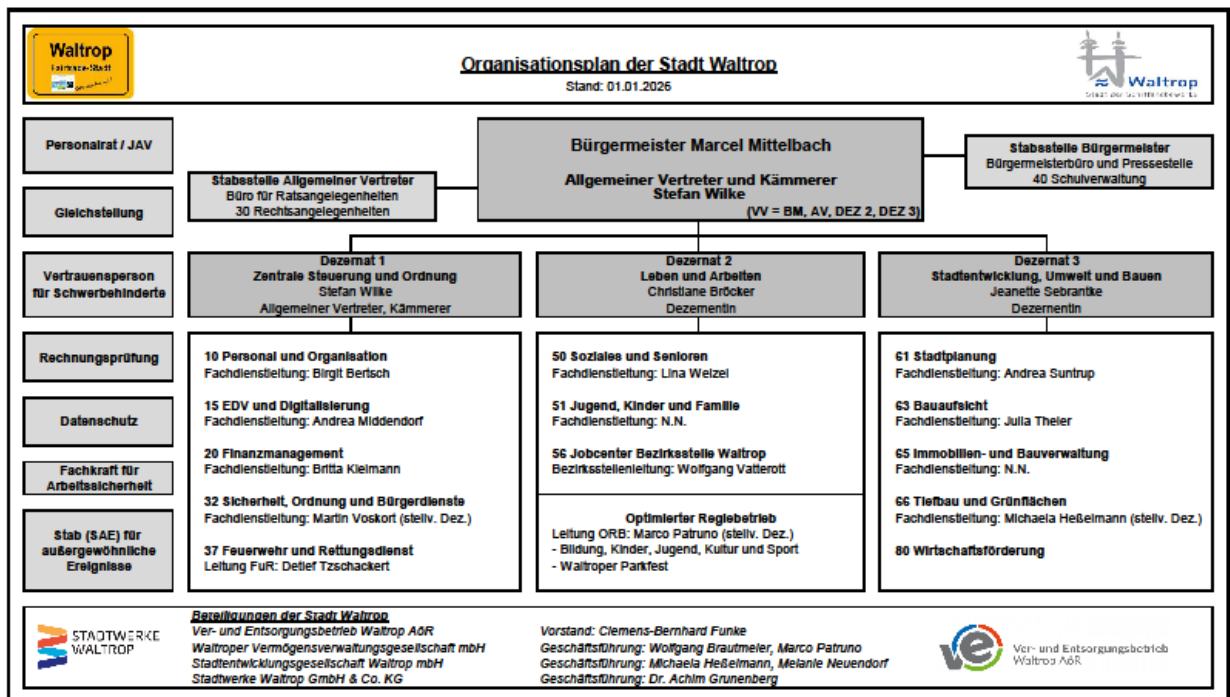 Waltrop
Fairtrade-Stadt
Organisationsplan der Stadt Waltrop
Stand: 01.01.2026
Waltrop
Personalrat / JAV
Gleichstellung
Vertrauensperson
für Schwerbehinderte
Rechnungsprüfung
Datenschutz
Fachkraft für
Arbeitssicherheit
Stab (SAE) für
außergewöhnliche
Ereignisse
Bürgermeister Marcel Mittelbach
Allgemeiner Vertreter und Kämmerer
Stefan Wilke
(VV = BM, AV, DEZ 2, DEZ 3)
Stabsstelle Allgemeiner Vertreter
Büro für Ratsangelegenheiten
30 Rechtsangelegenheiten
Stabsstelle Bürgermeister
Bürgermeisterbüro und Pressestelle
40 Schulverwaltung
Dezernat 1
Zentrale Steuerung und Ordnung
Stefan Wilke
Allgemeiner Vertreter, Kämmerer
10 Personal und Organisation
Fachdienstleitung: Birgit Bertsch
15 EDV und Digitalisierung
Fachdienstleitung: Andrea Middendorf
20 Finanzmanagement
Fachdienstleitung: Britta Kleimann
32 Sicherheit, Ordnung und Bürgerdienste
Fachdienstleitung: Martin Voskort (stellv. Dez.)
37 Feuerwehr und Rettungsdienst
Leitung FuR: Detlef Tzschackert
Dezernat 2
Leben und Arbeiten
Christiane Bröcker
Dezernentin
50 Soziales und Senioren
Fachdienstleitung: Lina Weizel
51 Jugend, Kinder und Familie
Fachdienstleitung: N.N.
56 Jobcenter Bezirksstelle Waltrop
Bezirksstellenleitung: Wolfgang Vatterott
Optimierter Regiebetrieb
Leitung ORB: Marco Patruno (stellv. Dez.)
- Bildung, Kinder, Jugend, Kultur und Sport
- Waltroper Parkfest
Dezernat 3
Stadtentwicklung, Umwelt und Bauen
Jeanette Sebrantke
Dezernentin
61 Stadtplanung
Fachdienstleitung: Andrea Suntrup
63 Bauaufsicht
Fachdienstleitung: Julia Theler
65 Immobilien- und Bauverwaltung
Fachdienstleitung: N.N.
66 Tiefbau und Grünflächen
Fachdienstleitung: Michaela Heßelmann (stellv. Dez.)
80 Wirtschaftsförderung
STADTWERKE
WALTROP
Beteiligungen der Stadt Waltrop
Ver- und Entsorgungsbetrieb Waltrop AöR
Vorstand: Clemens-Bernhard Funke
Waltroper Vermögensverwaltungsgesellschaft mbH
Geschäftsführung: Wolfgang Brautmeier, Marco Patruno
Stadtentwicklungsgesellschaft Waltrop mbH
Geschäftsführung: Michaela Heßelmann, Melanie Neuendorf
Stadtwerke Waltrop GmbH & Co. KG
Geschäftsführung: Dr. Achim Grunenberg
ve
Ver- und Entsorgungsbetrieb
Waltrop AöR